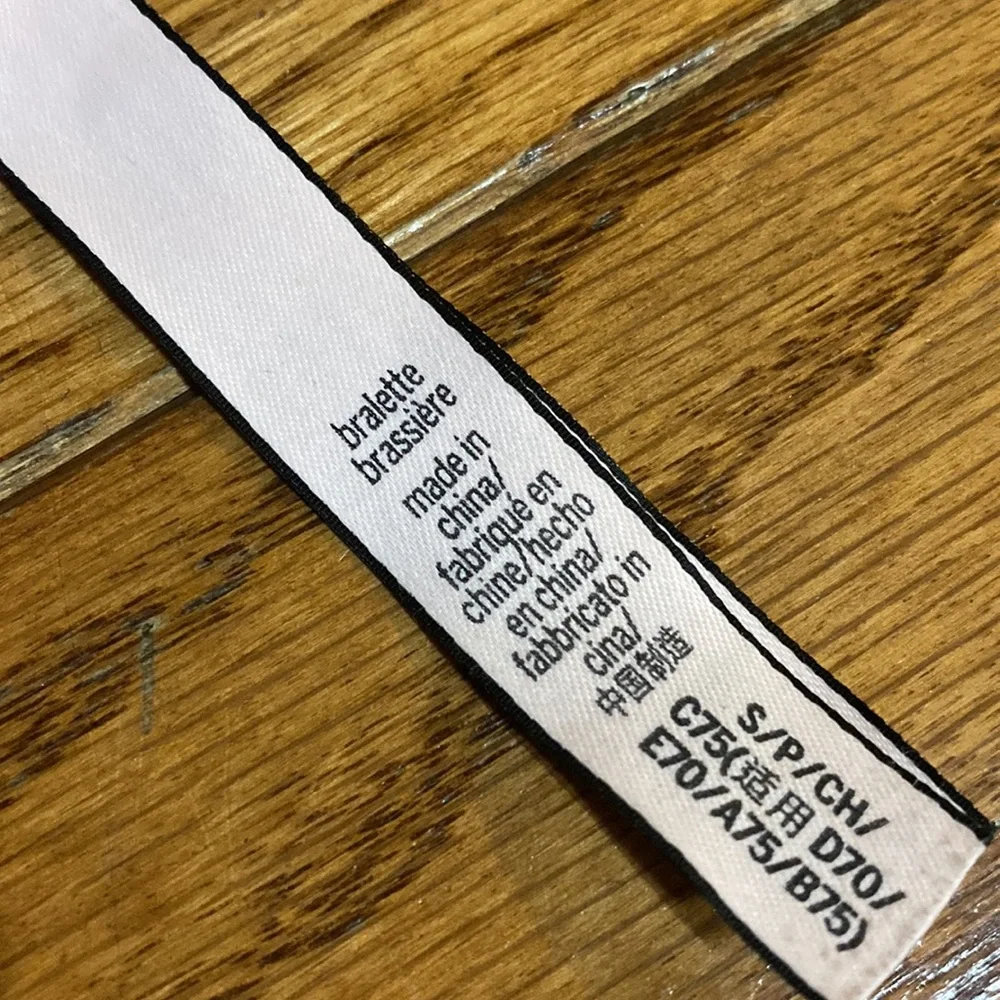 bralette
brassière
made in
china/
fabriqué en
chine/hecho
en china/
fabbricato in
cina/
中国制造
S/P/CH/
C75(适用 D70/
E70/A75/B75)